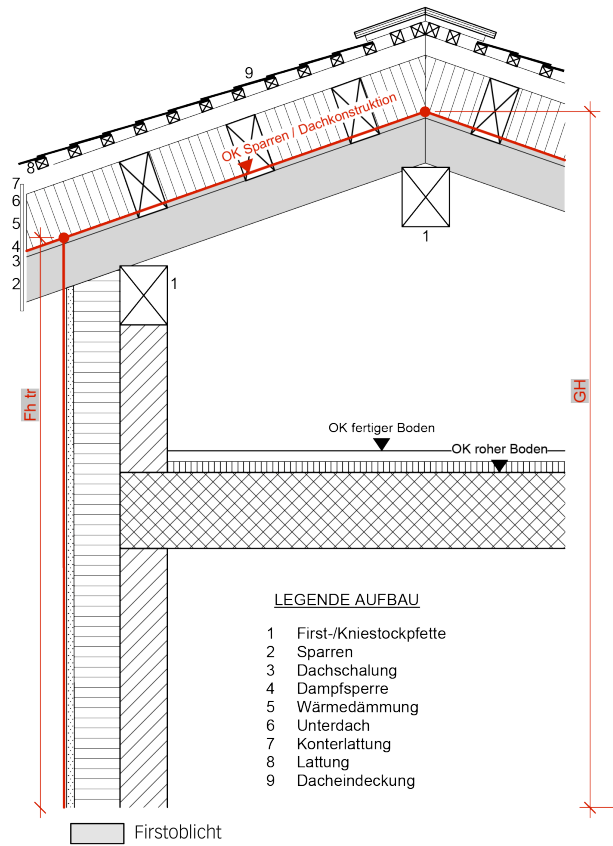 9
OK Sparren / Dachkonstruktion
8
7
6
5
4
3
2
1
1
Fh tr
GH
OK fertiger Boden
OK roher Boden
LEGENDE AUFBAU
1 First-/Kniestockpfette
2 Sparren
3 Dachschalung
4 Dampfsperre
5 Wärmedämmung
6 Unterdach
7 Konterlattung
8 Lattung
9 Dacheindeckung
Firstoblicht